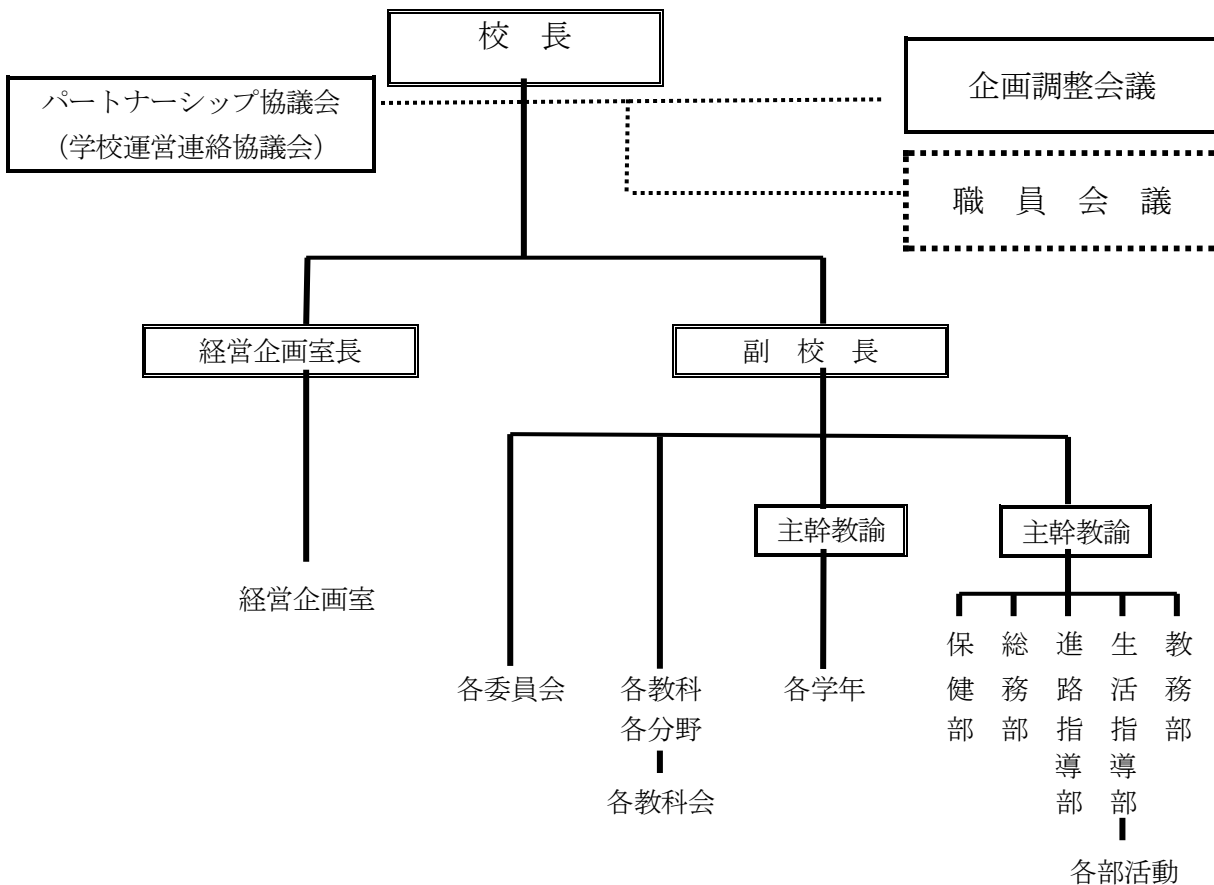 校　長
パートナーシップ協議会
（学校運営連絡協議会）
企画調整会議
職　員　会　議
経営企画室長
副　校　長
主幹教諭
主幹教諭
経営企画室
各委員会
各教科
各分野
各教科会
各学年
保健部
総務部
進路指導部
生活指導部
教務部
各部活動